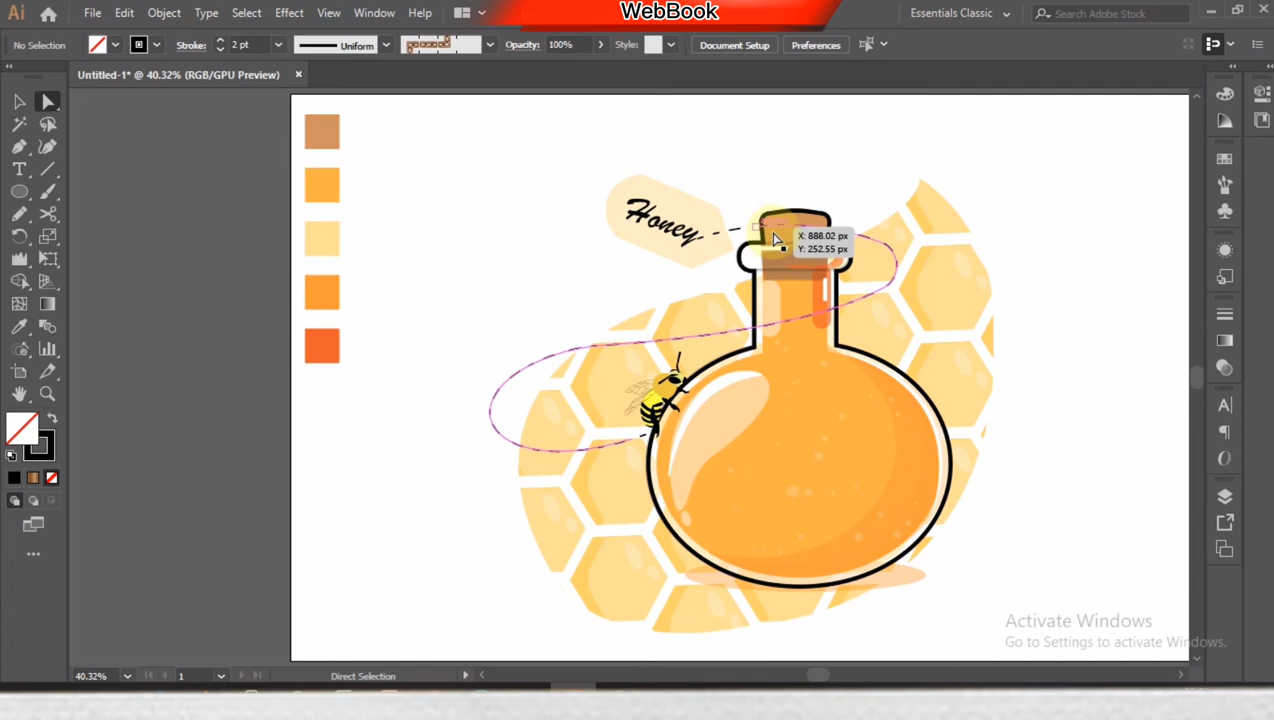 WebBook
Ai File Edit Object Type Select Effect View Window Help Essentials Classic Search Adobe Stock
No Selection Stroke: 2 pt Uniform Opacity: 100% Style: Document Setup Preferences
Untitled-1* @ 40.32% (RGB/GPU Preview) ×
Honey
X: 888.02 px
Y: 252.55 px
Activate Windows
Go to Settings to activate Windows.
40.32% 1 Direct Selection